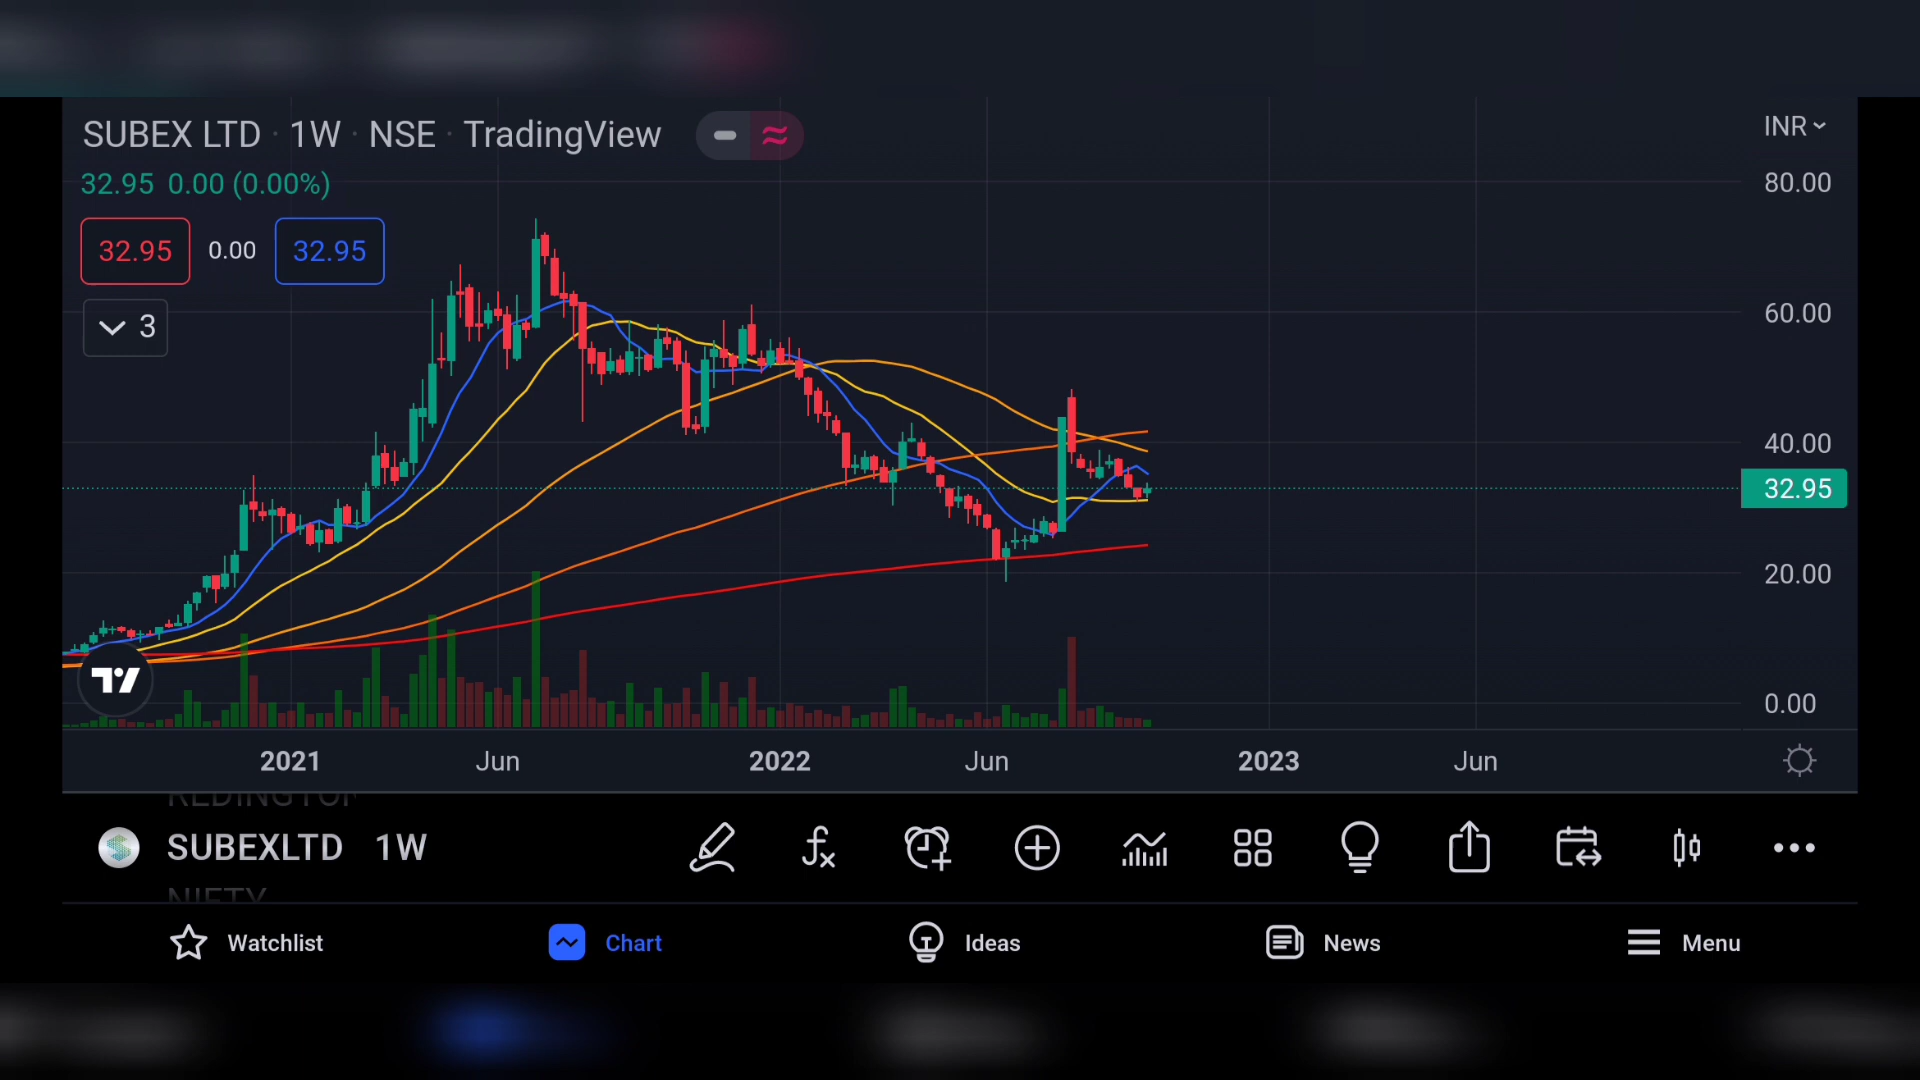 SUBEX LTD · 1W · NSE · TradingView
INR
32.95 0.00 (0.00%)
32.95 0.00 32.95
3
80.00
60.00
40.00
32.95
20.00
0.00
2021 Jun 2022 Jun 2023 Jun
REDINGTON
SUBEXLTD 1W
NIFTY
Watchlist Chart Ideas News Menu